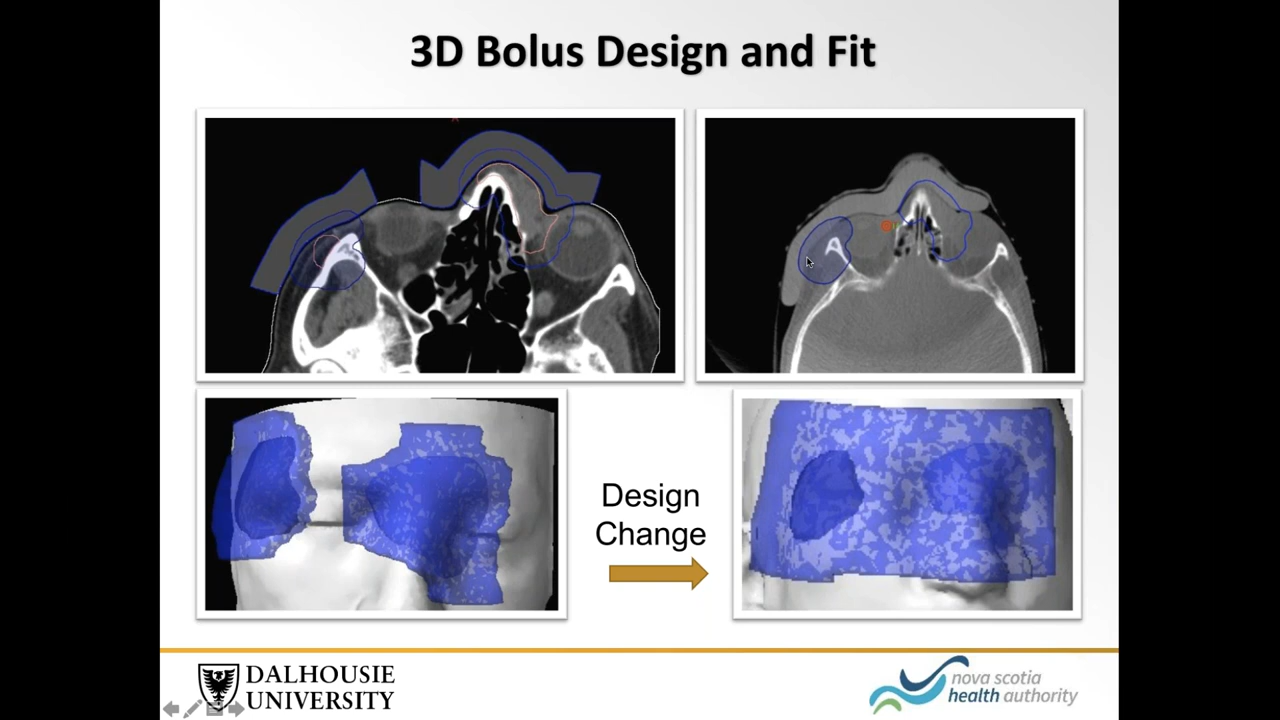 3D Bolus Design and Fit
Design
Change
DALHOUSIE
UNIVERSITY
nova scotia
health authority